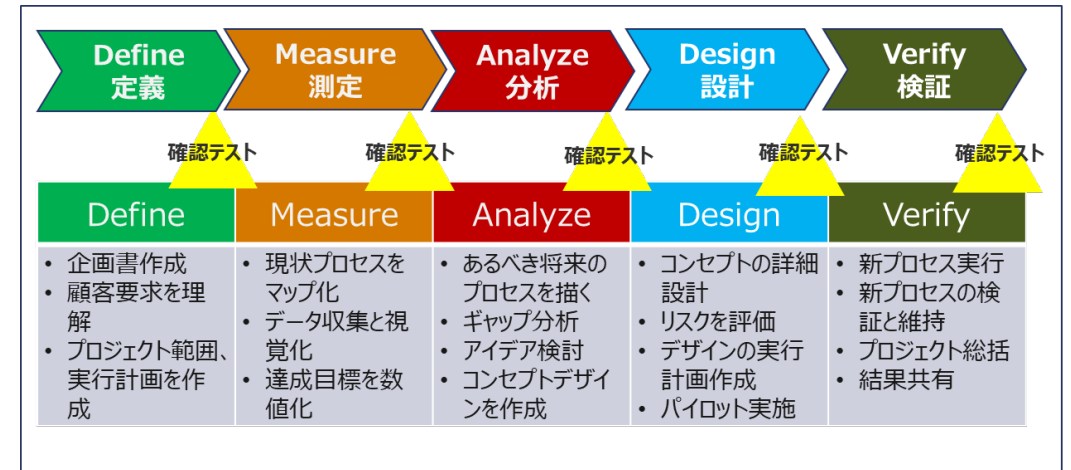 Define
定義
Measure
測定
Analyze
分析
Design
設計
Verify
検証
確認テスト
確認テスト
確認テスト
確認テスト
確認テスト
Define
Measure
Analyze
Design
Verify
• 企画書作成
• 顧客要求を理
解
• プロジェクト範囲、
実行計画を作
成
• 現状プロセスを
マップ化
• データ収集と視
覚化
• 達成目標を数
値化
• あるべき将来の
プロセスを描く
• ギャップ分析
• アイデア検討
• コンセプトデザイ
ンを作成
• コンセプトの詳細
設計
• リスクを評価
• デザインの実行
計画作成
• パイロット実施
• 新プロセス実行
• 新プロセスの検
証と維持
• プロジェクト総括
• 結果共有